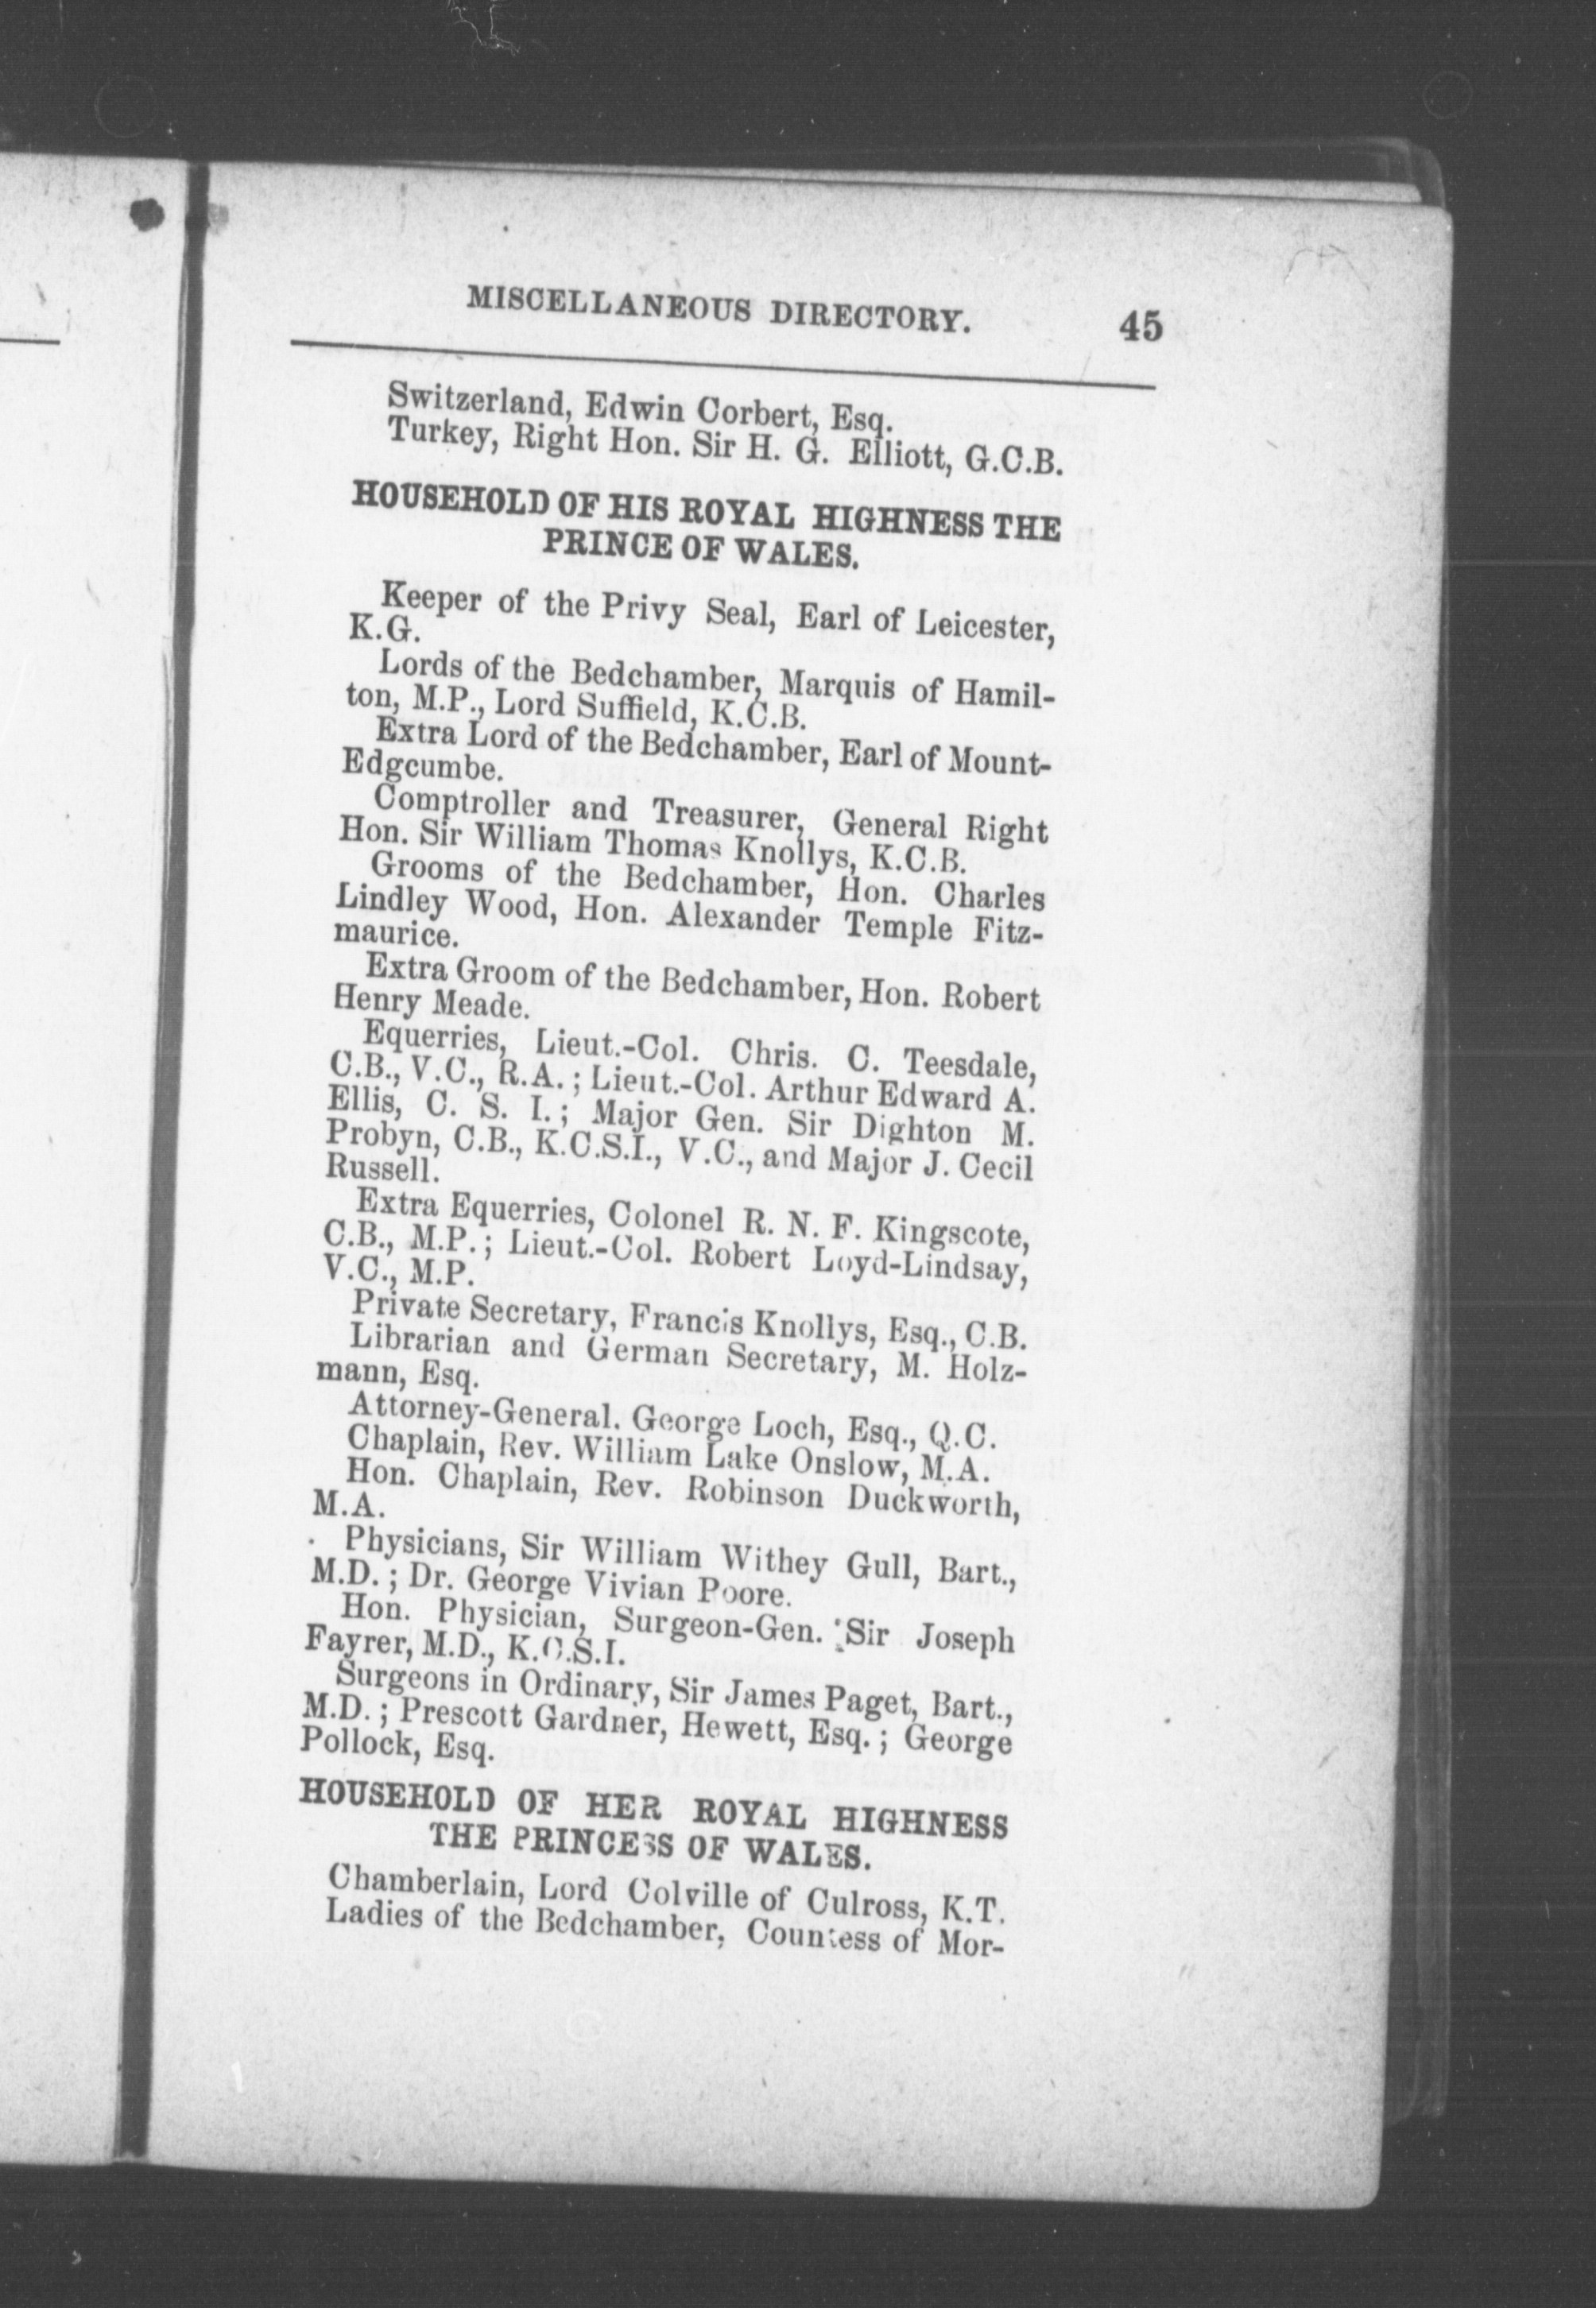 MISCELLANEOUS DIRECTORY. 45
Switzerland, Edwin Corbert, Esq.
Turkey, Right Hon. Sir H. G. Elliott, G.C.B.
HOUSEHOLD OF HIS ROYAL HIGHNESS THE
PRINCE OF WALES.
Keeper of the Privy Seal, Earl of Leicester,
K.G.
Lords of the Bedchamber, Marquis of Hamil-
ton, M.P., Lord Suffield, K.C.B.
Extra Lord of the Bedchamber, Earl of Mount-
Edgcumbe.
Comptroller and Treasurer, General Right
Hon. Sir William Thomas Knollys, K.C.B.
Grooms of the Bedchamber, Hon. Charles
Lindley Wood, Hon. Alexander Temple Fitz-
maurice.
Extra Groom of the Bedchamber, Hon. Robert
Henry Meade.
Equerries, Lieut.-Col. Chris. C. Teesdale,
C.B., V.C., R.A.; Lieut.-Col. Arthur Edward A.
Ellis, C. S. I.; Major Gen. Sir Dighton M.
Probyn, C.B., K.C.S.I., V.C., and Major J. Cecil
Russell.
Extra Equerries, Colonel R. N. F. Kingscote,
C.B., M.P.; Lieut.-Col. Robert Loyd-Lindsay,
V.C., M.P.
Private Secretary, Francis Knollys, Esq., C.B.
Librarian and German Secretary, M. Holz-
mann, Esq.
Attorney-General. George Loch, Esq., Q.C.
Chaplain, Rev. William Lake Onslow, M.A.
Hon. Chaplain, Rev. Robinson Duckworth,
M.A.
Physicians, Sir William Withey Gull, Bart.,
M.D.; Dr. George Vivian Poore.
Hon. Physician, Surgeon-Gen. Sir Joseph
Fayrer, M.D., K.C.S.I.
Surgeons in Ordinary, Sir James Paget, Bart.,
M.D.; Prescott Gardner, Hewett, Esq.; George
Pollock, Esq.
HOUSEHOLD OF HER ROYAL HIGHNESS
THE PRINCESS OF WALES.
Chamberlain, Lord Colville of Culross, K.T.
Ladies of the Bedchamber, Countess of Mor-